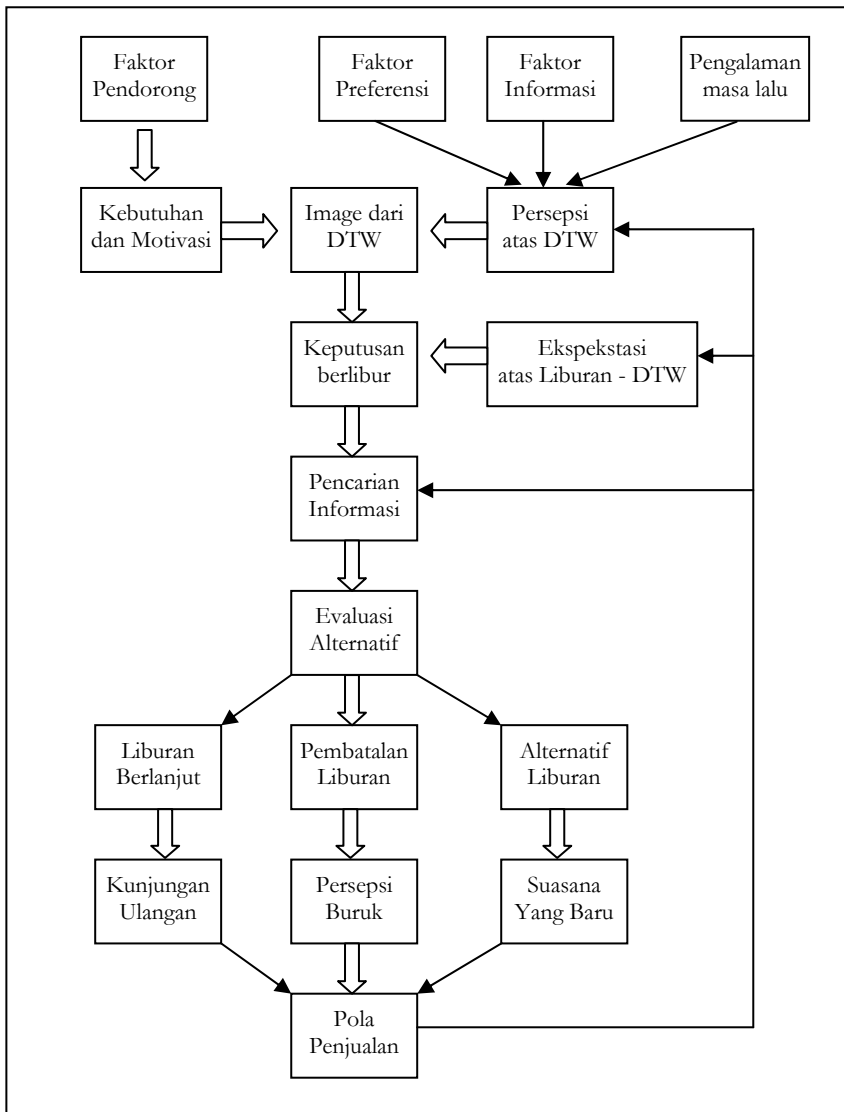 Faktor
Pendorong
Faktor
Preferensi
Faktor
Informasi
Pengalaman
masa lalu
Kebutuhan
dan Motivasi
Image dari
DTW
Persepsi
atas DTW
Keputusan
berlibur
Ekspekstasi
atas Liburan - DTW
Pencarian
Informasi
Evaluasi
Alternatif
Liburan
Berlanjut
Pembatalan
Liburan
Alternatif
Liburan
Kunjungan
Ulangan
Persepsi
Buruk
Suasana
Yang Baru
Pola
Penjualan